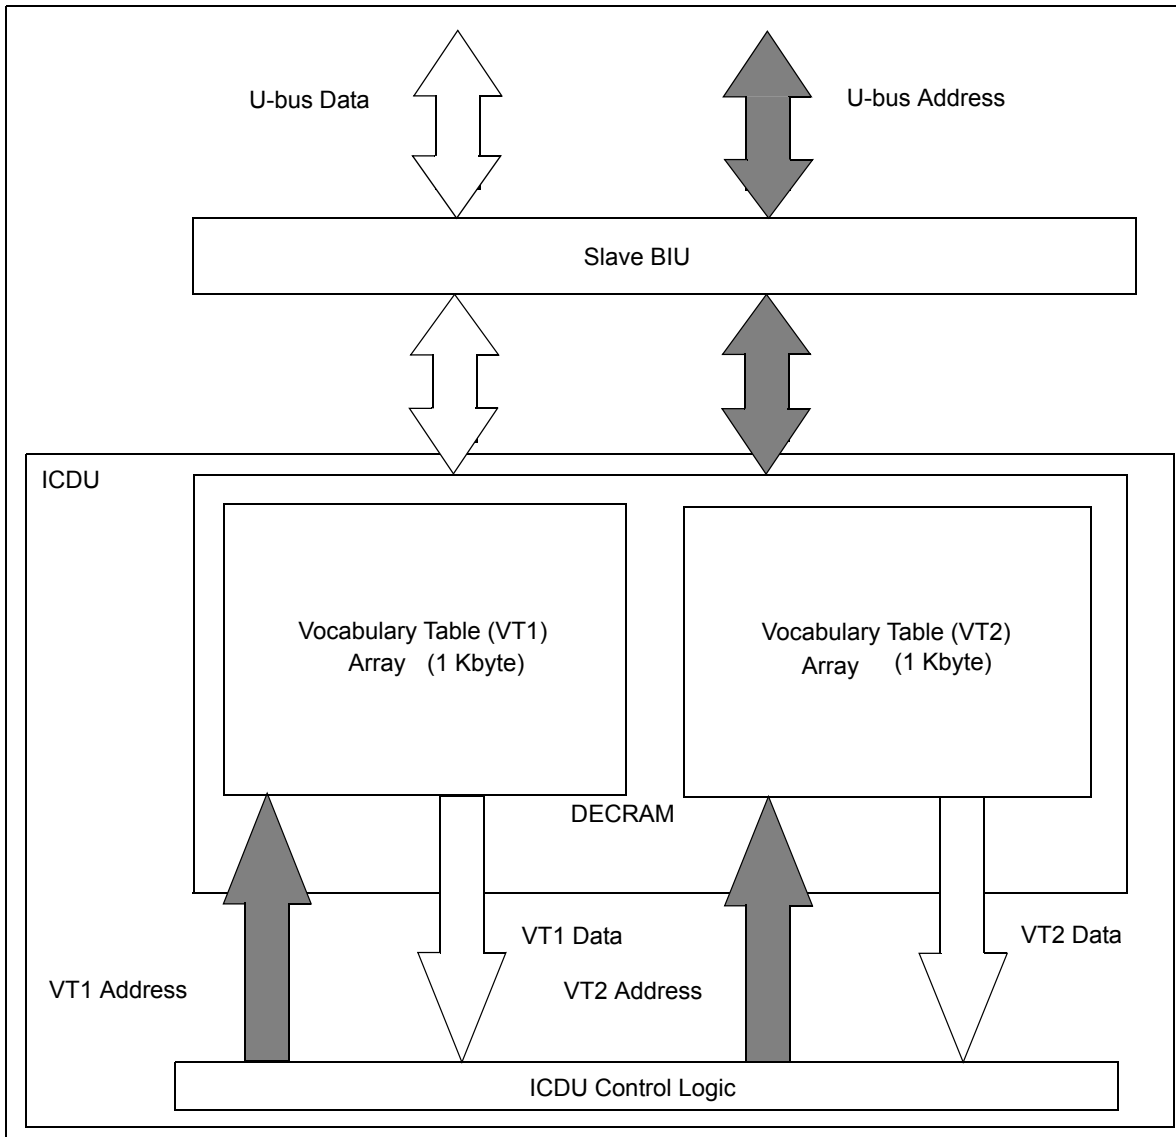 U-bus Data
U-bus Address
Slave BIU
ICDU
Vocabulary Table (VT1)
Array (1 Kbyte)
Vocabulary Table (VT2)
Array (1 Kbyte)
DECRAM
VT1 Data
VT2 Data
VT1 Address
VT2 Address
ICDU Control Logic